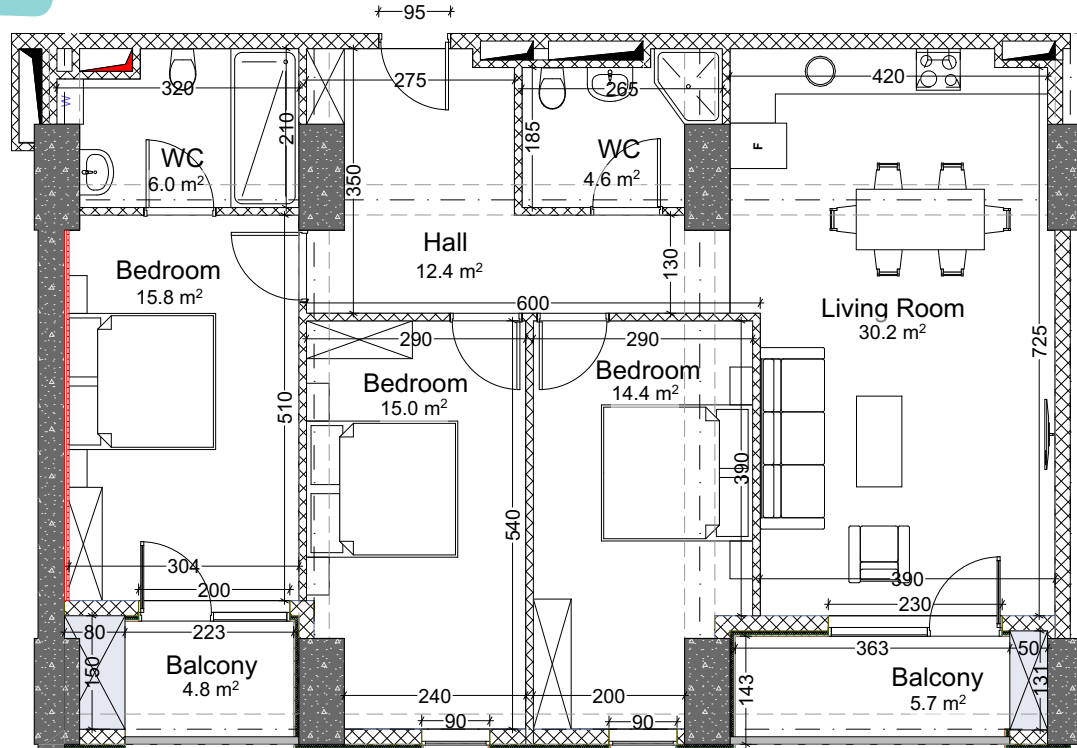 95
320
275
265
420
W
210
185
350
F
WC
6.0 m²
WC
4.6 m²
Hall
12.4 m²
130
Bedroom
15.8 m²
600
Living Room
30.2 m²
725
290
290
Bedroom
15.0 m²
Bedroom
14.4 m²
510
390
540
304
200
390
230
80
223
150
363
50
131
143
Balcony
4.8 m²
Balcony
5.7 m²
240
200
90
90